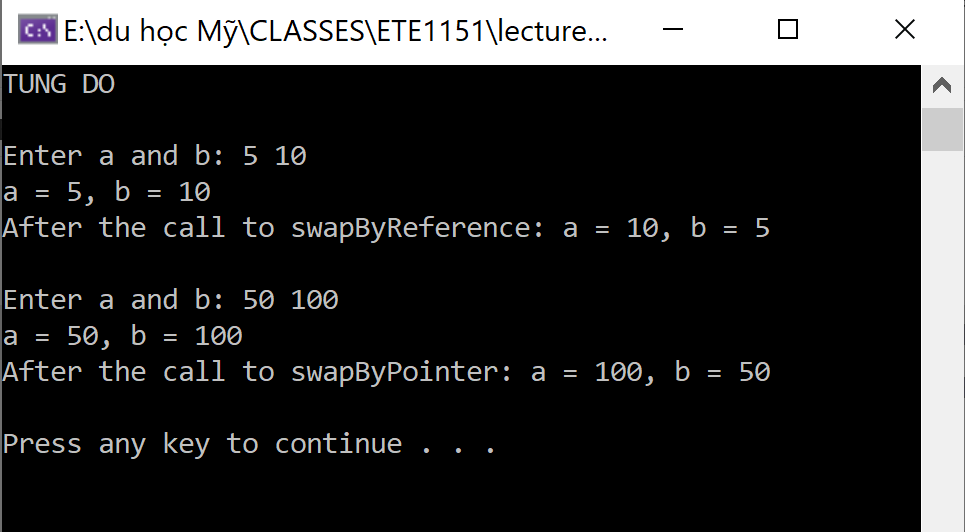 E:\du học Mỹ\CLASSES\ETE1151\lecture...
TUNG DO
Enter a and b: 5 10
a = 5, b = 10
After the call to swapByReference: a = 10, b = 5
Enter a and b: 50 100
a = 50, b = 100
After the call to swapByPointer: a = 100, b = 50
Press any key to continue . . .